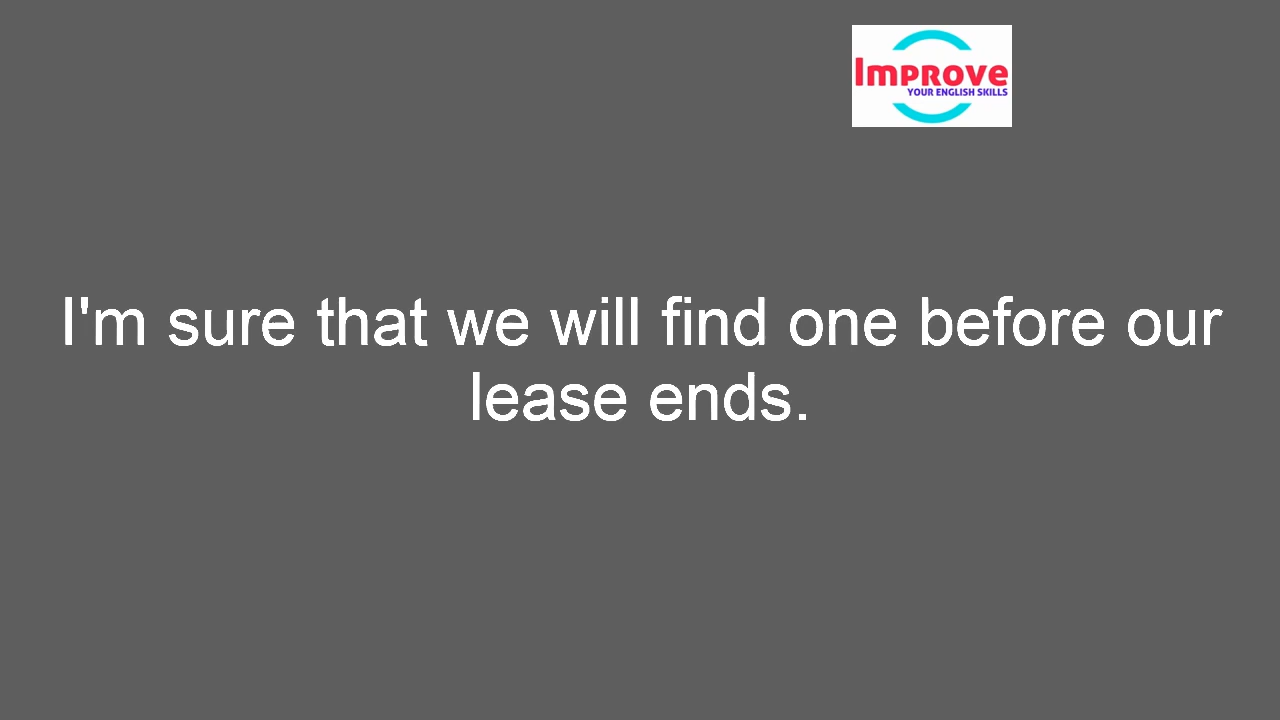 Improve
YOUR ENGLISH SKILLS
I'm sure that we will find one before our
lease ends.